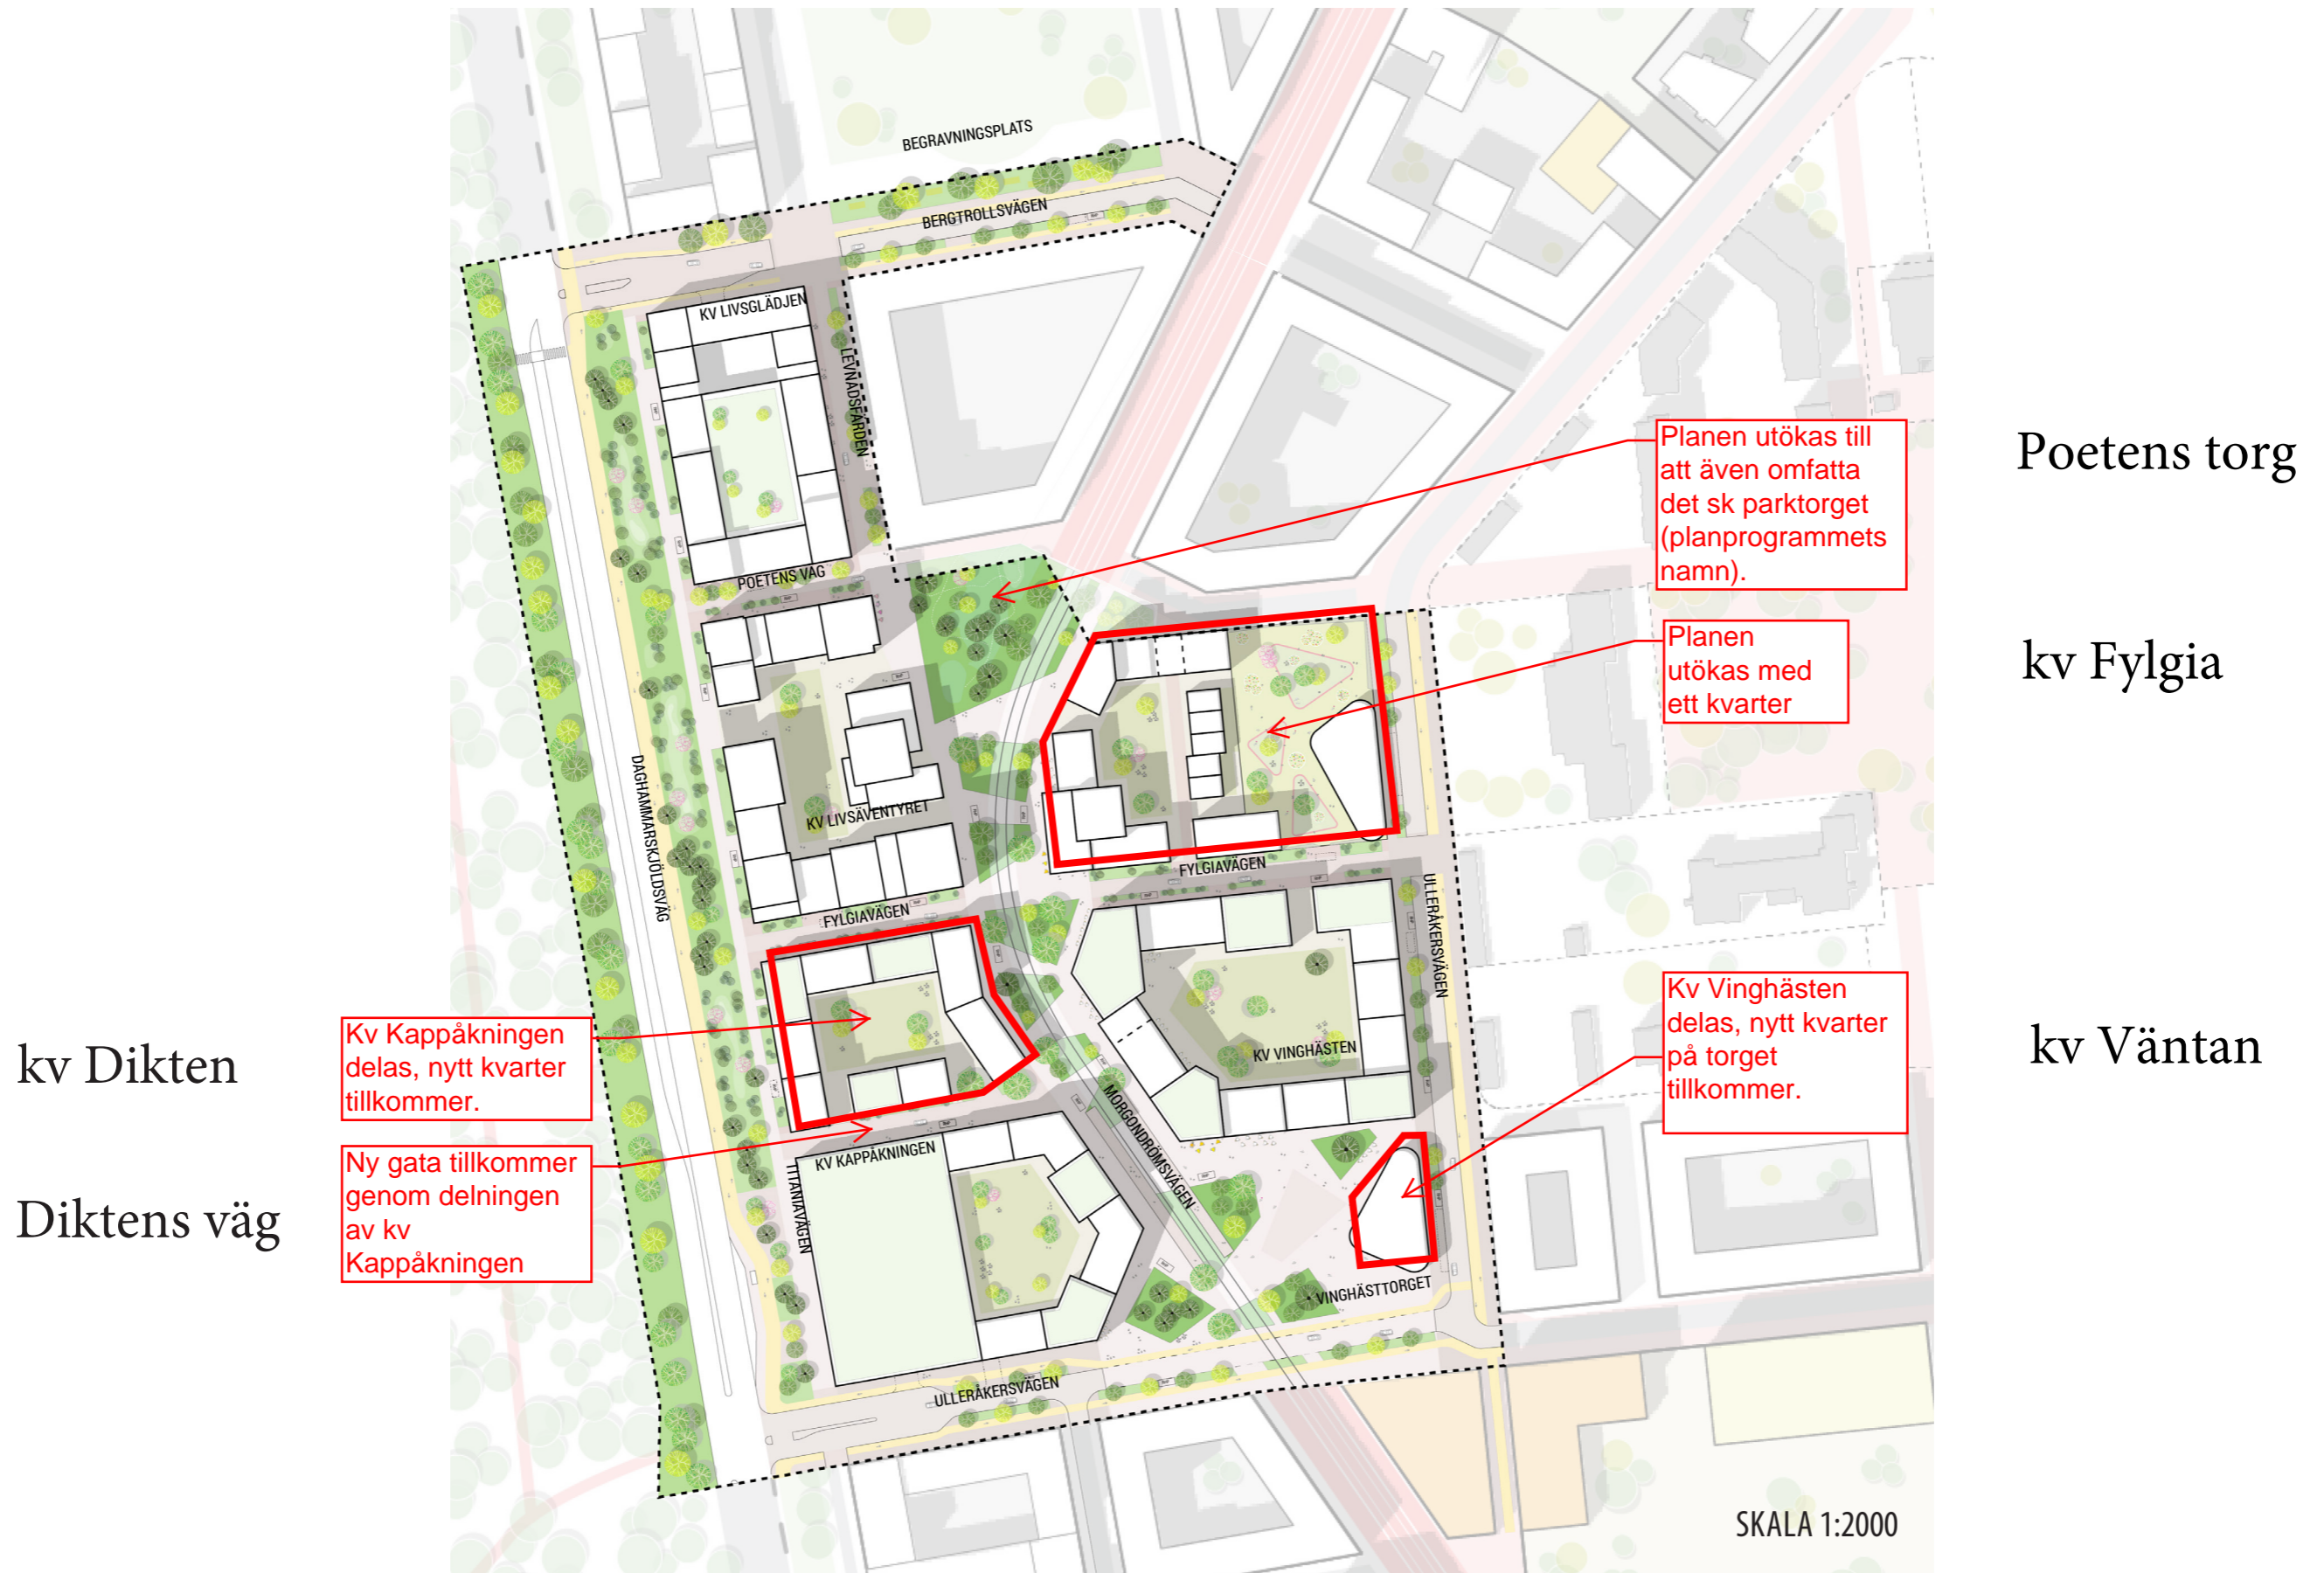 BEGRAVNINGSPLATS
BERGTROLLSVÄGEN
KV LIVSGLÄDJEN
LEVNADSFÄRDEN
Planen utökas till
att även omfatta
det sk parktorget
(planprogrammets
namn).
Poetens torg
POETENS VÄG
Planen
utökas med
ett kvarter
kv Fylgia
DAGHAMMARSKJÖLDSVÄG
KV LIVSÄVENTYRET
FYLGIAVÄGEN
FYLGIAVÄGEN
ULLERÅKERSVÄGEN
kv Dikten
Kv Kappåkningen
delas, nytt kvarter
tillkommer.
KV VINGHÄSTEN
Kv Vinghästen
delas, nytt kvarter
på torget
tillkommer.
kv Väntan
MORGONDRÖMSVÄGEN
Diktens väg
Ny gata tillkommer
genom delningen
av kv
Kappåkningen
KV KAPPÅKNINGEN
TITANIAVÄGEN
VINGHÄSTTORGET
ULLERÅKERSVÄGEN
SKALA 1:2000